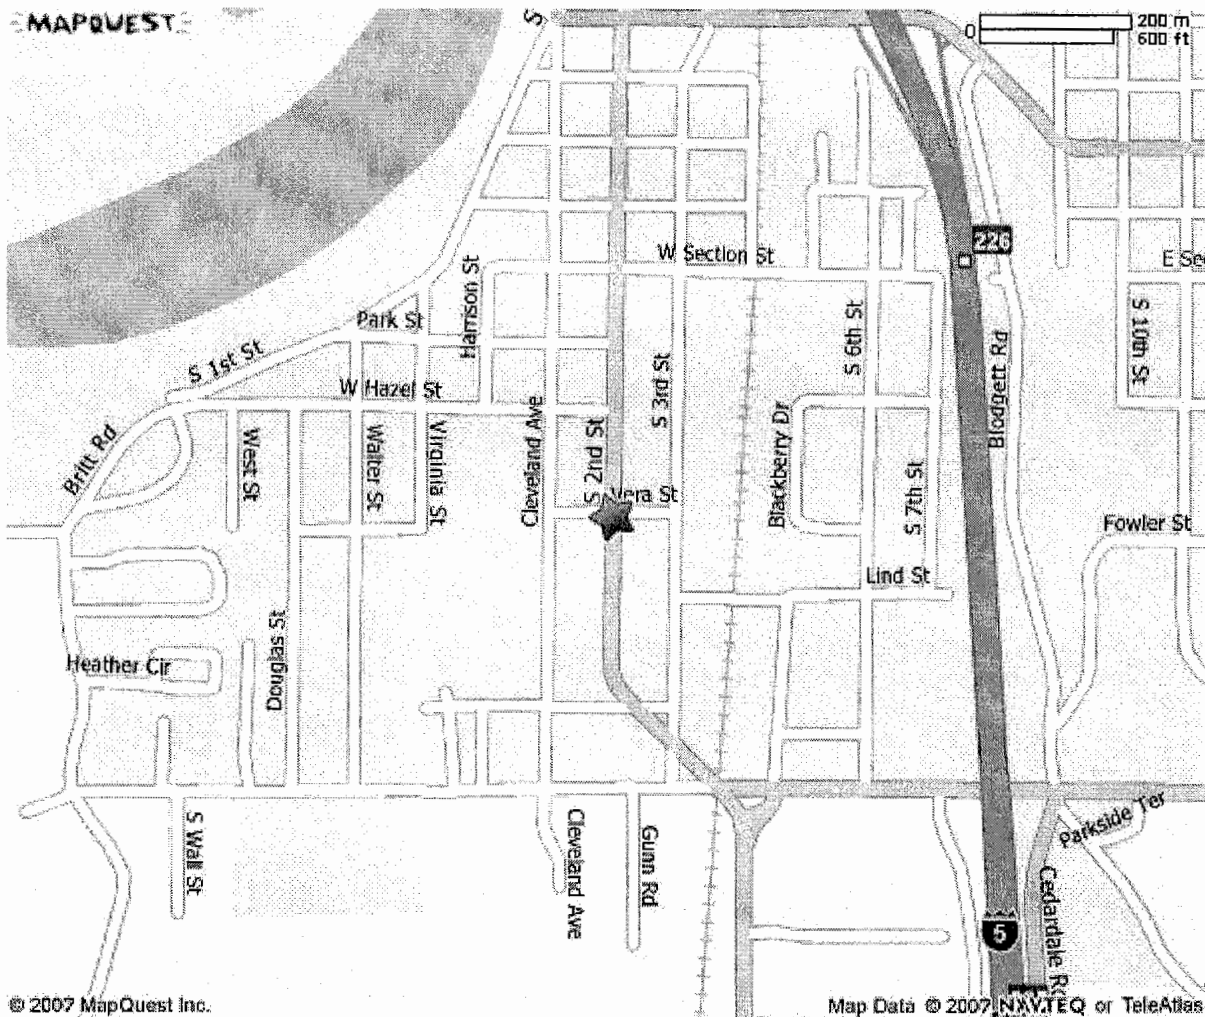 MAPQUEST
S
0
200 m
600 ft
226
W Section St
E Sec
Harrison St
Park St
S 1st St
S 6th St
S 10th St
S 3rd St
Blodgett Rd
W Hazel St
Cleveland Ave
Britt Rd
West St
Walter St
Virginia St
S 2nd St
Vera St
Blackberry Dr
S 7th St
Fowler St
Lind St
Heather Cir
Douglas St
S Wall St
Cleveland Ave
Gunn Rd
Parkside Ter
Cedardale Rd
5
© 2007 MapQuest Inc.
Map Data © 2007 NAVTEQ or TeleAtlas